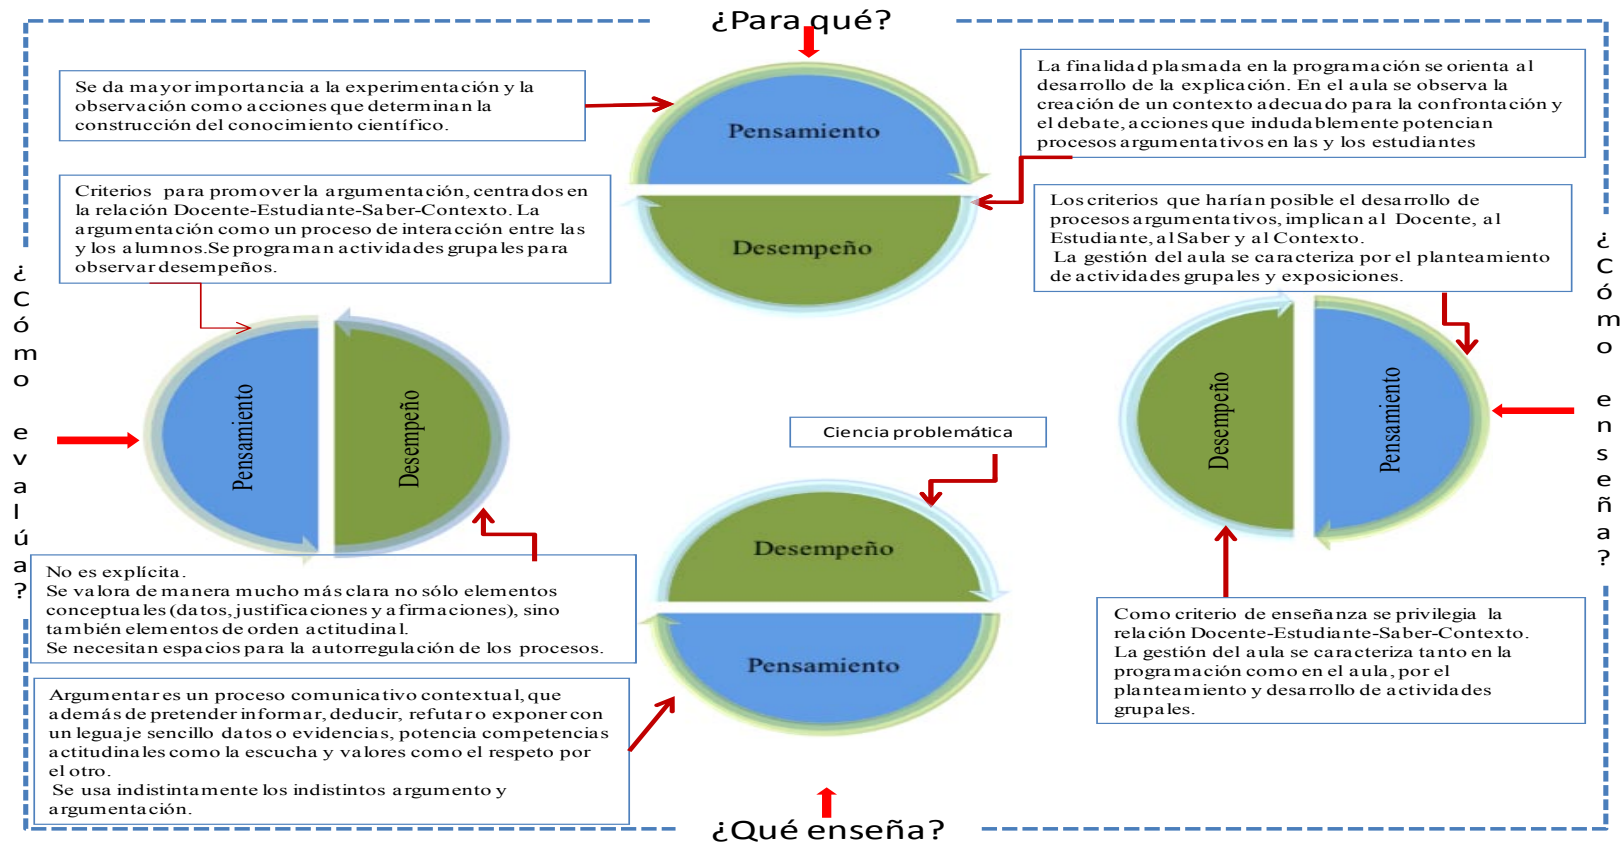 ¿Para qué?
Se da mayor importancia a la experimentación y la
observación como acciones que determinan la
construcción del conocimiento científico.
Pensamiento
Desempeño
La finalidad plasmada en la programación se orienta al
desarrollo de la explicación. En el aula se observa la
creación de un contexto adecuado para la confrontación y
el debate, acciones que indudablemente potencian
procesos argumentativos en las y los estudiantes
Criterios para promover la argumentación, centrados en
la relación Docente-Estudiante-Saber-Contexto. La
argumentación como un proceso de interacción entre las
y los alumnos.Se programan actividades grupales para
observar desempeños.
Los criterios que harían posible el desarrollo de
procesos argumentativos, implican al Docente, al
Estudiante, al Saber y al Contexto.
La gestión del aula se caracteriza por el planteamiento
de actividades grupales y exposiciones.
¿Cómo evalúa?
Pensamiento
Desempeño
Desempeño
Pensamiento
¿Cómo enseña?
Ciencia problemática
Desempeño
Pensamiento
No es explícita.
Se valora de manera mucho más clara no sólo elementos
conceptuales (datos, justificaciones y afirmaciones), sino
también elementos de orden actitudinal.
Se necesitan espacios para la autorregulación de los procesos.
Como criterio de enseñanza se privilegia la
relación Docente-Estudiante-Saber-Contexto.
La gestión del aula se caracteriza tanto en la
programación como en el aula, por el
planteamiento y desarrollo de actividades
grupales.
Argumentar es un proceso comunicativo contextual, que
además de pretender informar, deducir, refutar o exponer con
un leguaje sencillo datos o evidencias, potencia competencias
actitudinales como la escucha y valores como el respeto por
el otro.
Se usa indistintamente los indistintos argumento y
argumentación.
¿Qué enseña?